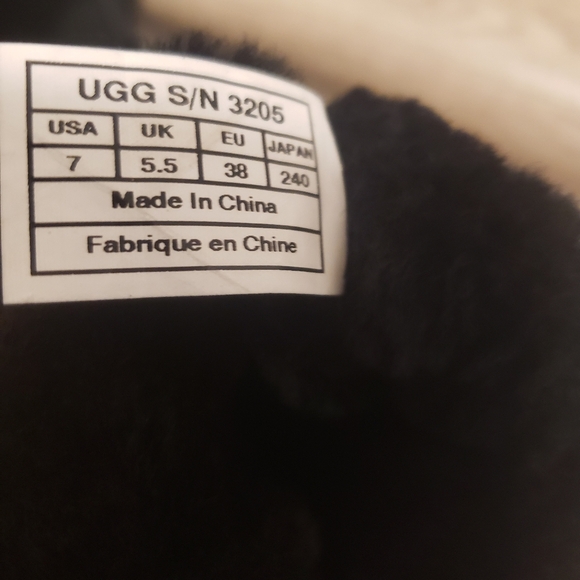 UGG S/N 3205
USA UK EU JAPAN
7 5.5 38 240
Made In China
Fabrique en Chine